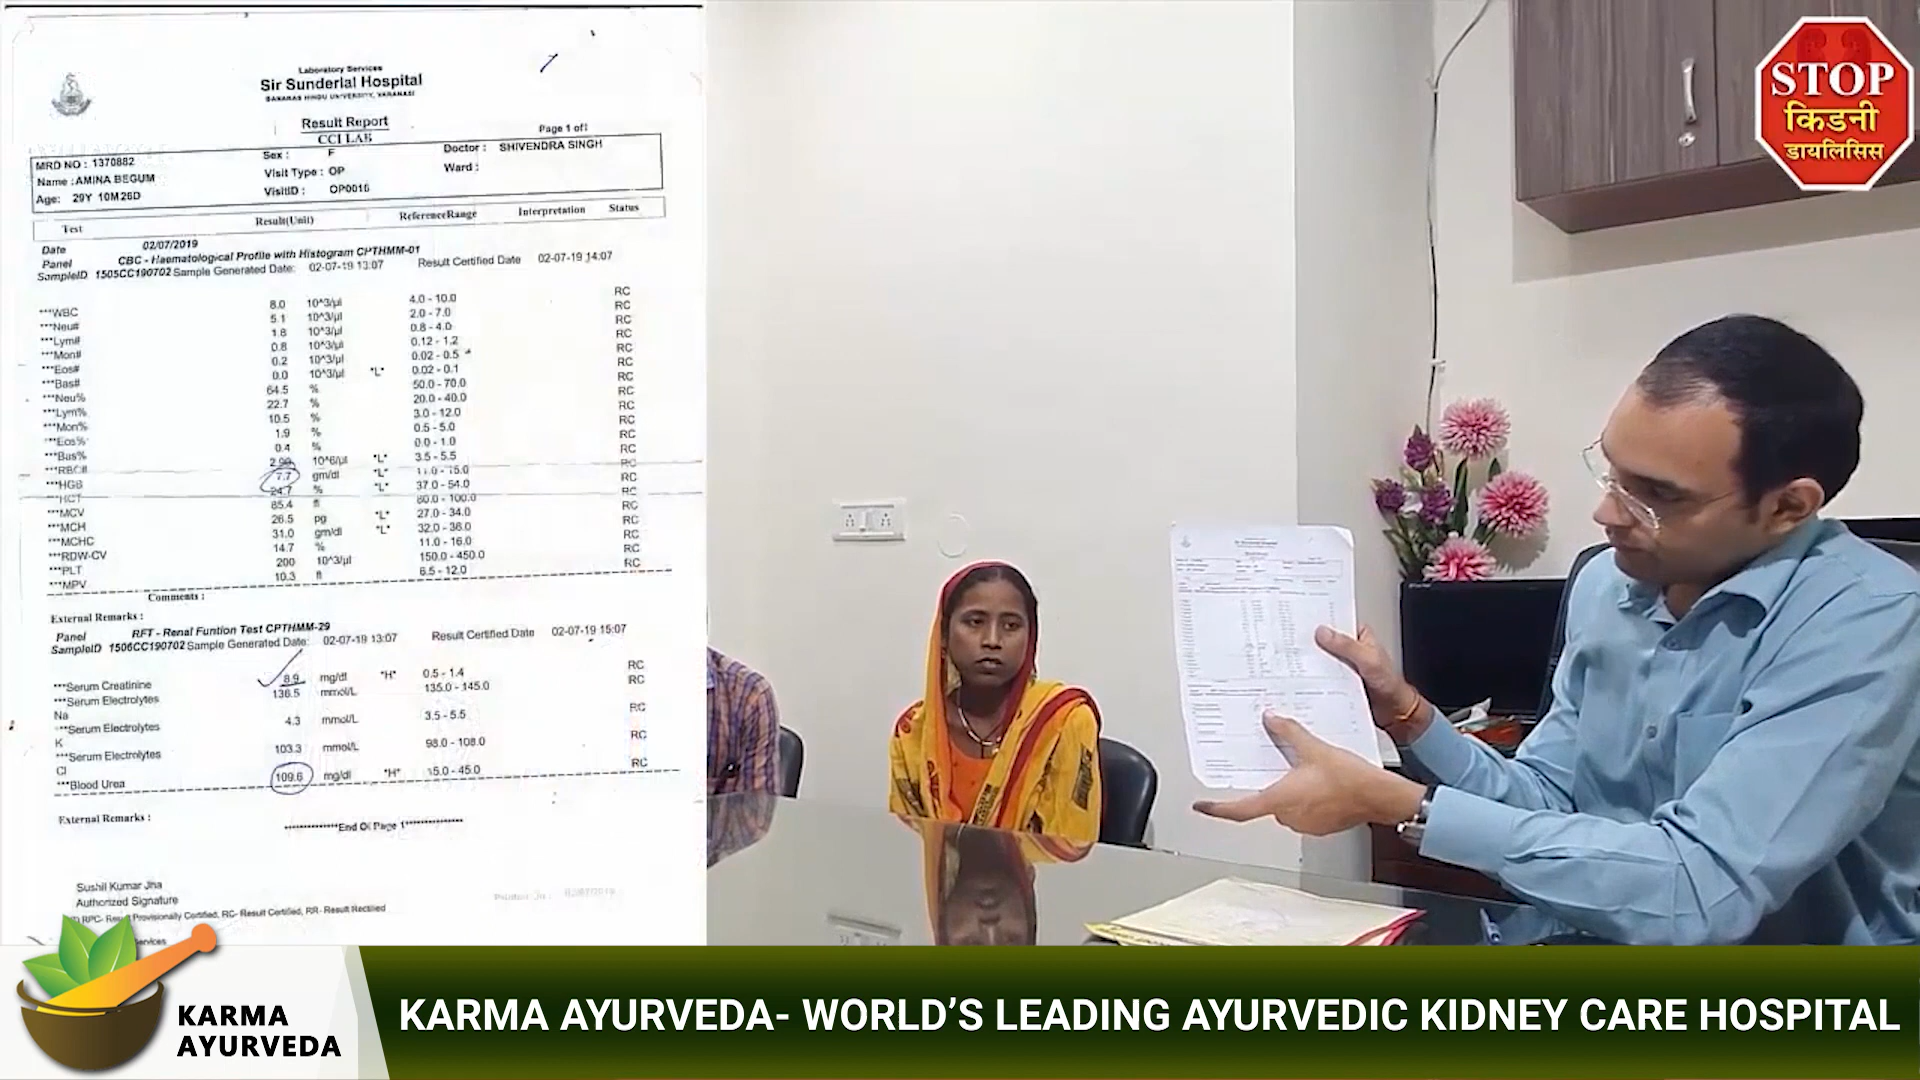 Laboratory Services
Sir Sunderlal Hospital
BANARAS HINDU UNIVERSITY, VARANASI
Result Report
CCI LAB
Page 1 of1
MRD NO : 1370882 Sex : F Doctor : SHIVENDRA SINGH
Name : AMINA BEGUM Visit Type : OP Ward :
Age: 29Y 10M26D VisitID : OP0016
Test Result(Unit) ReferenceRange Interpretation Status
Date 02/07/2019
Panel CBC - Haematological Profile with Histogram CPTHMM-01
SampleID 1505CC190702 Sample Generated Date: 02-07-19 13:07 Result Certified Date 02-07-19 14:07
***WBC 8.0 10^3/µl 4.0 - 10.0 RC
***Neu# 5.1 10^3/µl 2.0 - 7.0 RC
***Lym# 1.8 10^3/µl 0.8 - 4.0 RC
***Mon# 0.8 10^3/µl 0.12 - 1.2 RC
***Eos# 0.2 10^3/µl 0.02 - 0.5 RC
***Bas# 0.0 10^3/µl *L* 0.02 - 0.1 RC
***Neu% 64.5 % 50.0 - 70.0 RC
***Lym% 22.7 % 20.0 - 40.0 RC
***Mon% 10.5 % 3.0 - 12.0 RC
***Eos% 1.9 % 0.5 - 5.0 RC
***Bas% 0.4 % 0.0 - 1.0 RC
***RBC# 2.90 10^6/µl *L* 3.5 - 5.5 RC
***HGB 7.7 gm/dl *L* 11.0 - 15.0 RC
***HCT 24.7 % *L* 37.0 - 54.0 RC
***MCV 85.4 fl 80.0 - 100.0 RC
***MCH 26.5 pg *L* 27.0 - 34.0 RC
***MCHC 31.0 gm/dl *L* 32.0 - 36.0 RC
***RDW-CV 14.7 % 11.0 - 16.0 RC
***PLT 200 10^3/µl 150.0 - 450.0 RC
***MPV 10.3 fl 6.5 - 12.0 RC
Comments :
External Remarks :
Panel RFT - Renal Funtion Test CPTHMM-29
SampleID 1506CC190702 Sample Generated Date: 02-07-19 13:07 Result Certified Date 02-07-19 15:07
***Serum Creatinine 8.9 mg/dl *H* 0.5 - 1.4 RC
***Serum Electrolytes 136.5 mmol/L 135.0 - 145.0 RC
Na
***Serum Electrolytes 4.3 mmol/L 3.5 - 5.5 RC
K
***Serum Electrolytes 103.3 mmol/L 98.0 - 108.0 RC
Cl
***Blood Urea 109.6 mg/dl *H* 15.0 - 45.0 RC
External Remarks :
**************End Of Page 1***************
Sushil Kumar Jha
Authorized Signature
RPC- Result Provisionally Certified, RC- Result Certified, RR- Result Rectified
STOP
किडनी
डायलिसिस
Sir Sunderlal Hospital
KARMA
AYURVEDA
KARMA AYURVEDA- WORLD'S LEADING AYURVEDIC KIDNEY CARE HOSPITAL